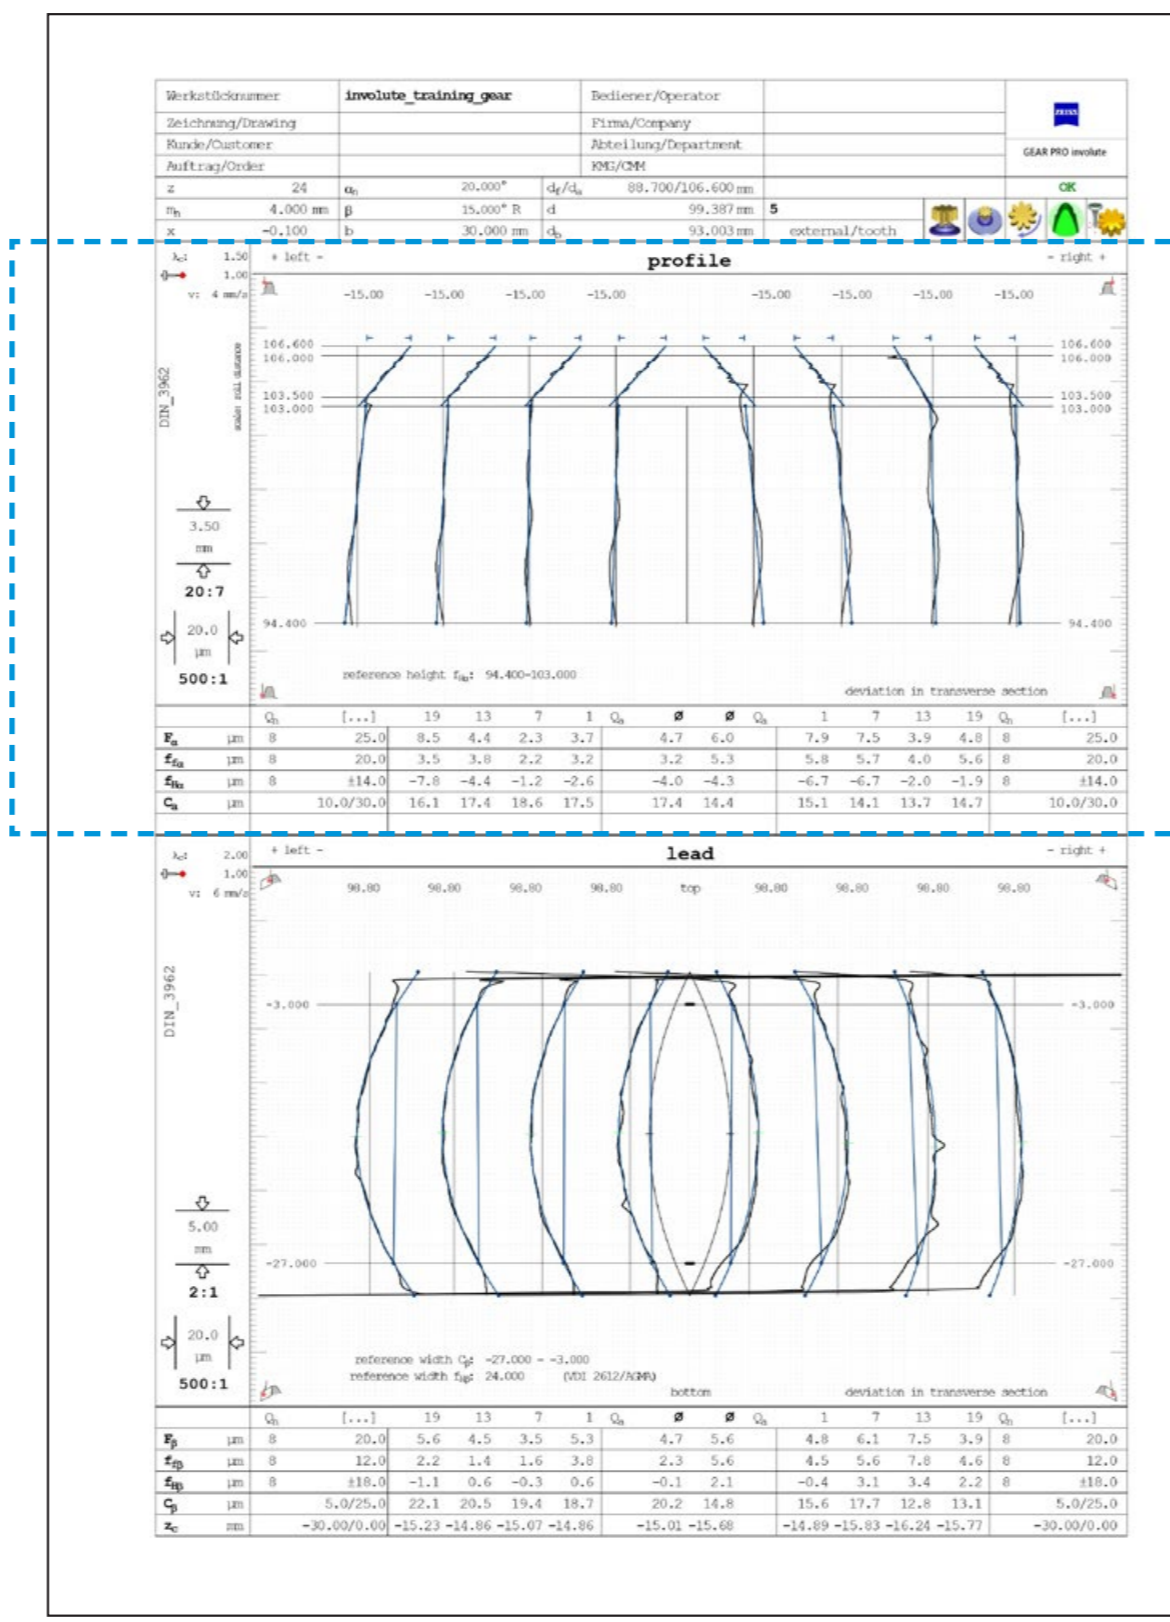 Werkstücknummer involute_training_gear Bediener/Operator
Zeichnung/Drawing Firma/Company
Kunde/Customer Abteilung/Department
Auftrag/Order KMG/CMM
ZEISS
GEAR PRO involute
z 24 αn 20.000° df/da 88.700/106.600 mm OK
mn 4.000 mm β 15.000° R d 99.387 mm 5
x -0.100 b 30.000 mm db 93.003 mm external/tooth
λc: 1.50 + left - profile - right +
1.00
v: 4 mm/s -15.00 -15.00 -15.00 -15.00 -15.00 -15.00 -15.00 -15.00
106.600 106.600
106.000 106.000
DIN_3962
scale: roll distance
103.500 103.500
103.000 103.000
3.50
mm
20:7
94.400 94.400
20.0
µm
500:1
reference height fHα: 94.400-103.000
deviation in transverse section
Qn [...] 19 13 7 1 Qa ø ø Qa 1 7 13 19 Qn [...]
Fα µm 8 25.0 8.5 4.4 2.3 3.7 4.7 6.0 7.9 7.5 3.9 4.8 8 25.0
ffα µm 8 20.0 3.5 3.8 2.2 3.2 3.2 5.3 5.8 5.7 4.0 5.6 8 20.0
fHα µm 8 ±14.0 -7.8 -4.4 -1.2 -2.6 -4.0 -4.3 -6.7 -6.7 -2.0 -1.9 8 ±14.0
Cα µm 10.0/30.0 16.1 17.4 18.6 17.5 17.4 14.4 15.1 14.1 13.7 14.7 10.0/30.0
λc: 2.00 + left - lead - right +
1.00
v: 6 mm/s 98.80 98.80 98.80 98.80 top 98.80 98.80 98.80 98.80
DIN_3962
-3.000 -3.000
5.00
mm
2:1
-27.000 -27.000
20.0
µm
500:1
reference width Cβ: -27.000 - -3.000
reference width fHβ: 24.000 (VDI 2612/AGMA)
bottom deviation in transverse section
Qn [...] 19 13 7 1 Qa ø ø Qa 1 7 13 19 Qn [...]
Fβ µm 8 20.0 5.6 4.5 3.5 5.3 4.7 5.6 4.8 6.1 7.5 3.9 8 20.0
ffβ µm 8 12.0 2.2 1.4 1.6 3.8 2.3 5.6 4.5 5.6 7.8 4.6 8 12.0
fHβ µm 8 ±18.0 -1.1 0.6 -0.3 0.6 -0.1 2.1 -0.4 3.1 3.4 2.2 8 ±18.0
Cβ µm 5.0/25.0 22.1 20.5 19.4 18.7 20.2 14.8 15.6 17.7 12.8 13.1 5.0/25.0
zc mm -30.00/0.00 -15.23 -14.86 -15.07 -14.86 -15.01 -15.68 -14.89 -15.83 -16.24 -15.77 -30.00/0.00